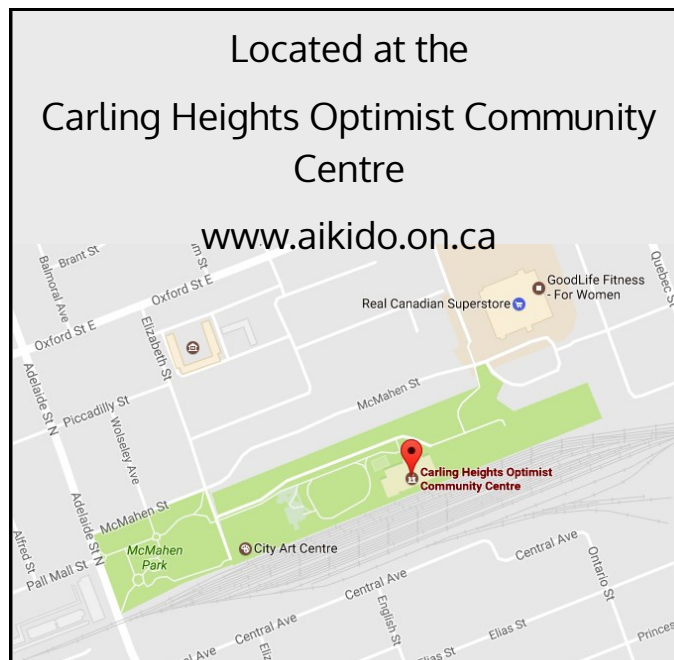 Located at the
Carling Heights Optimist Community
Centre
www.aikido.on.ca
Brant St
Balmoral Ave
Oxford St E
Oxford St E
Elizabeth St
Quebec St
GoodLife Fitness
- For Women
Real Canadian Superstore
Adelaide St N
Piccadilly St
Wolseley Ave
McMahen St
Carling Heights Optimist
Community Centre
McMahen St
Adelaide St N
Alfred St
McMahen
Park
City Art Centre
Pall Mall St
Central Ave
Central Ave
Ontario St
English St
Elias St
Elias St